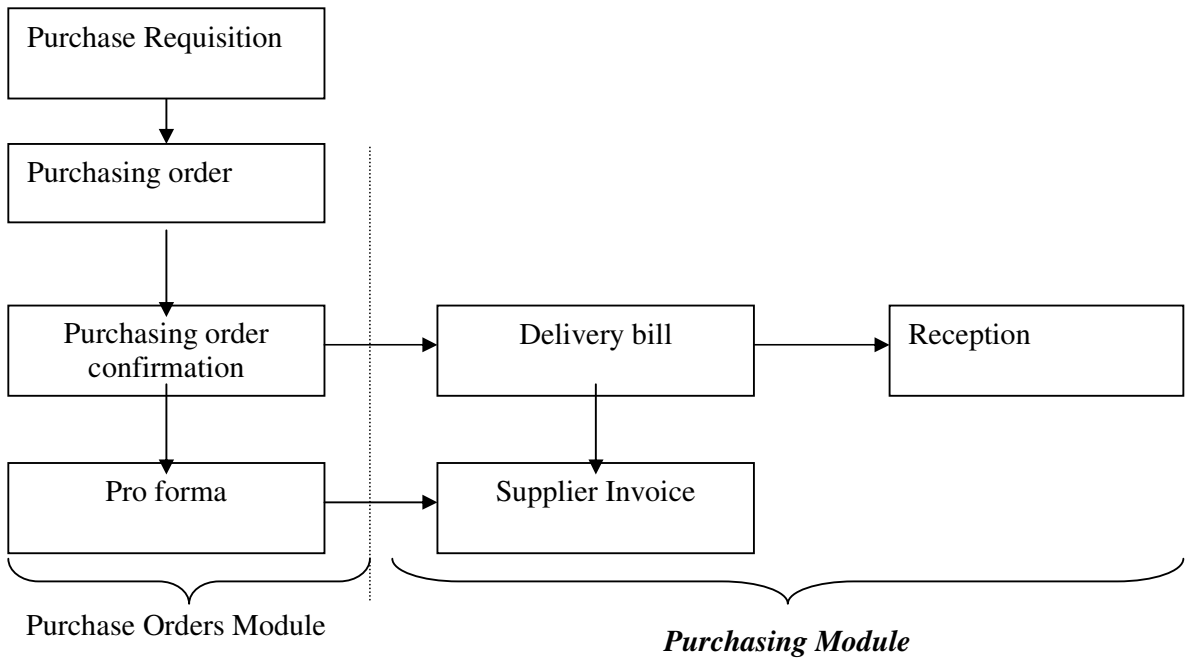 Purchase Requisition
Purchasing order
Purchasing order
confirmation
Delivery bill
Reception
Pro forma
Supplier Invoice
Purchase Orders Module
Purchasing Module